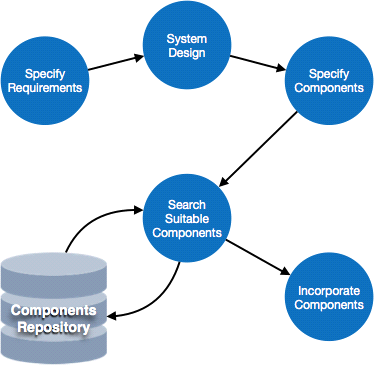 Specify
Requirements
System
Design
Specify
Components
Search
Suitable
Components
Components
Repository
Incorporate
Components